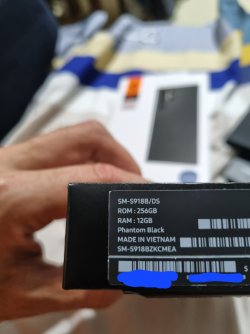 SM-S918B/DS
ROM : 256GB
RAM : 12GB
Phantom Black
MADE IN VIETNAM
SM-S918BZKCMEA
S